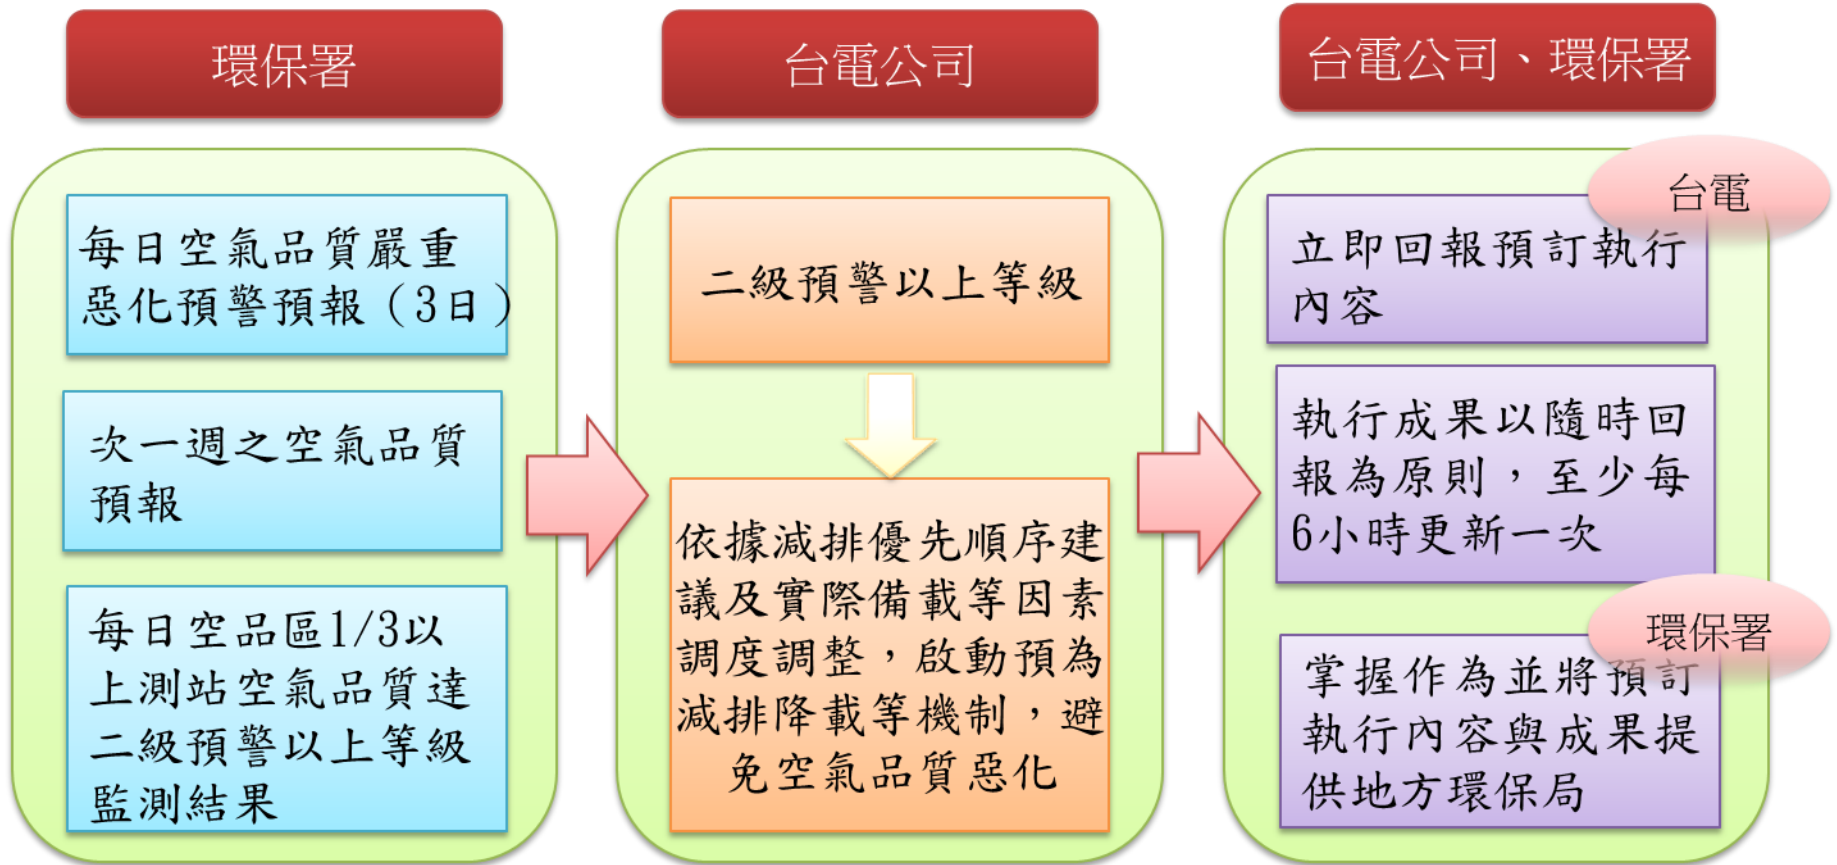 環保署
每日空氣品質嚴重
惡化預警預報（3日）
次一週之空氣品質
預報
每日空品區1/3以
上測站空氣品質達
二級預警以上等級
監測結果
台電公司
二級預警以上等級
依據減排優先順序建
議及實際備載等因素
調度調整，啟動預為
減排降載等機制，避
免空氣品質惡化
台電公司、環保署
台電
立即回報預訂執行
內容
執行成果以隨時回
報為原則，至少每
6小時更新一次
環保署
掌握作為並將預訂
執行內容與成果提
供地方環保局